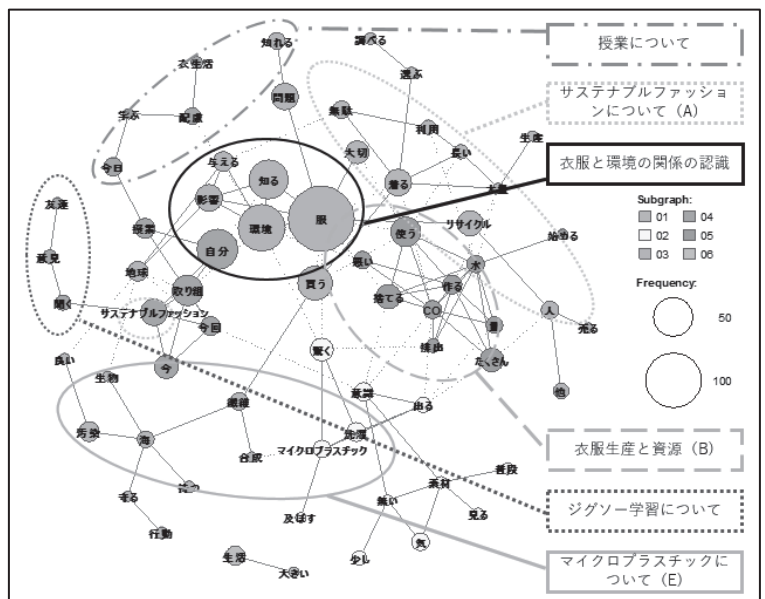 知れる
調べる
授業について
衣生活
選ぶ
問題
サステナブルファッショ
ンについて（A）
学ぶ
配慮
無駄
利用
生産
大切
長い
今日
与える
知る
着る
衣服と環境の関係の認識
友達
影響
服
環境
リサイクル
使う
始める
Subgraph:
01
04
02
05
03
06
意見
授業
自分
地球
悪い
水
買う
取り組
捨てる
作る
Frequency:
50
100
聞く
サステナブルファッション
今回
CO
量
人
売る
排出
驚く
たくさん
良い
生物
今
意識
他
繊維
出る
汚染
海
洗濯
マイクロプラスチック
合成
衣服生産と資源（B）
普段
素材
守る
無い
見る
及ぼす
ジグソー学習について
行動
気
生活
大きい
少し
マイクロプラスチックに
ついて（E）